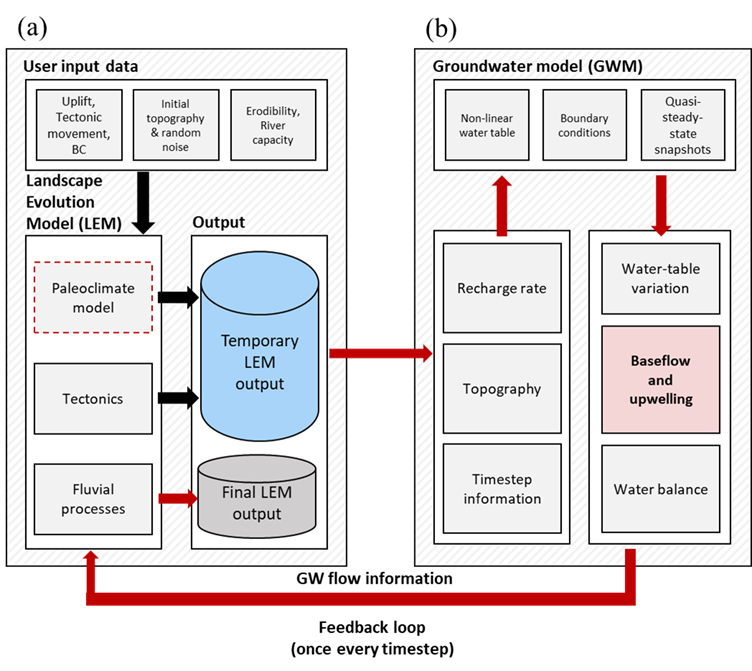 (a)
User input data
Uplift,
Tectonic
movement,
BC
Initial
topography
& random
noise
Erodibility,
River
capacity
Landscape
Evolution
Model (LEM)
Output
Paleoclimate
model
Tectonics
Fluvial
processes
Temporary
LEM
output
Final LEM
output
(b)
Groundwater model (GWM)
Non-linear
water table
Boundary
conditions
Quasi-
steady-
state
snapshots
Recharge rate
Topography
Timestep
information
Water-table
variation
Baseflow
and
upwelling
Water balance
GW flow information
Feedback loop
(once every timestep)